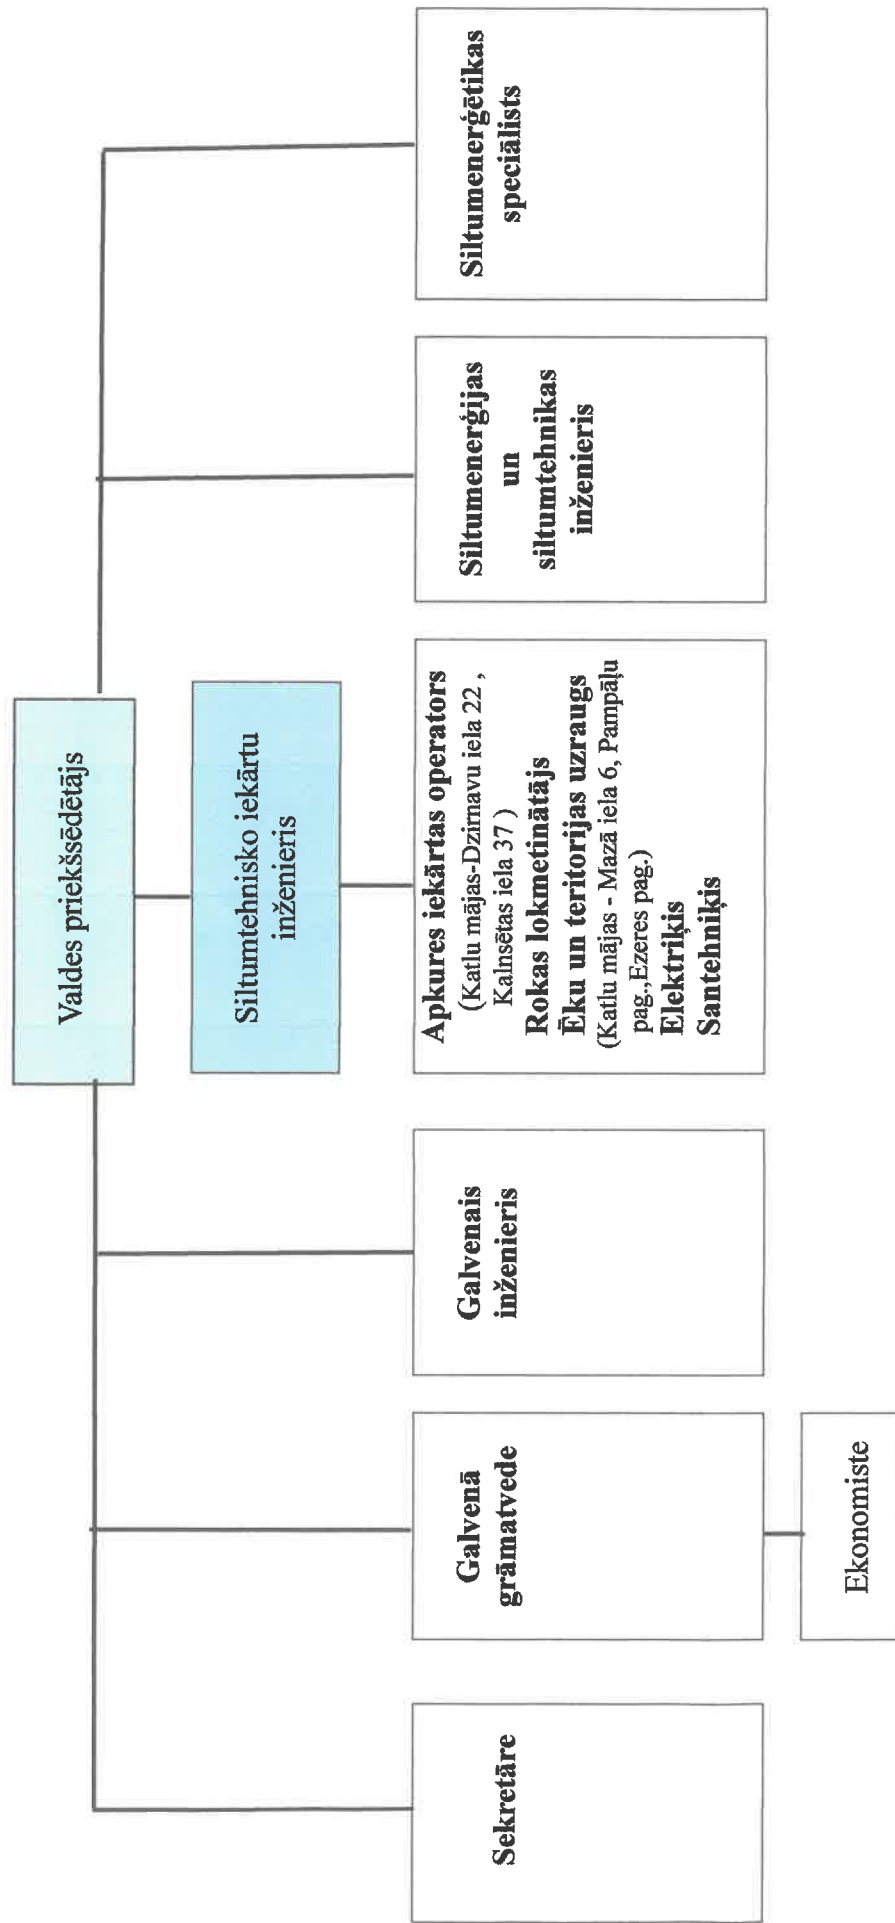 Valdes priekšsēdētājs
Siltumtehnisko iekārtu
inženieris
Sekretāre
Galvenā
grāmatvede
Galvenais
inženieris
Apkures iekārtas operators
(Katlu mājas-Dzirnavu iela 22 ,
Kalnsētas iela 37 )
Rokas lokmetinātājs
Ēku un teritorijas uzraugs
(Katlu mājas - Mazā iela 6, Pampāļu
pag.,Ezeres pag.)
Elektriķis
Santehniķis
Siltumenerģijas
un
siltumtehnikas
inženieris
Siltumenerģētikas
speciālists
Ekonomiste